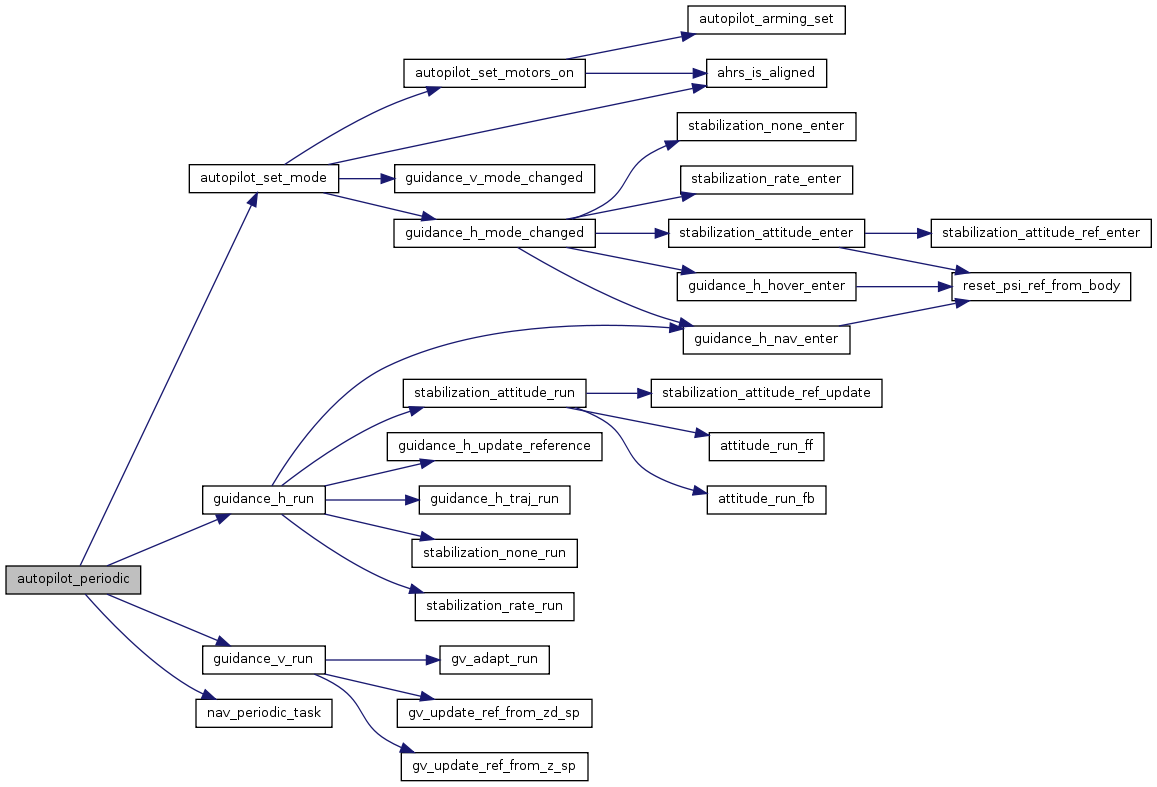 autopilot_arming_set
autopilot_set_motors_on
ahrs_is_aligned
stabilization_none_enter
autopilot_set_mode
guidance_v_mode_changed
stabilization_rate_enter
guidance_h_mode_changed
stabilization_attitude_enter
stabilization_attitude_ref_enter
guidance_h_hover_enter
reset_psi_ref_from_body
guidance_h_nav_enter
stabilization_attitude_run
stabilization_attitude_ref_update
guidance_h_update_reference
attitude_run_ff
guidance_h_run
guidance_h_traj_run
attitude_run_fb
stabilization_none_run
autopilot_periodic
stabilization_rate_run
guidance_v_run
gv_adapt_run
nav_periodic_task
gv_update_ref_from_zd_sp
gv_update_ref_from_z_sp